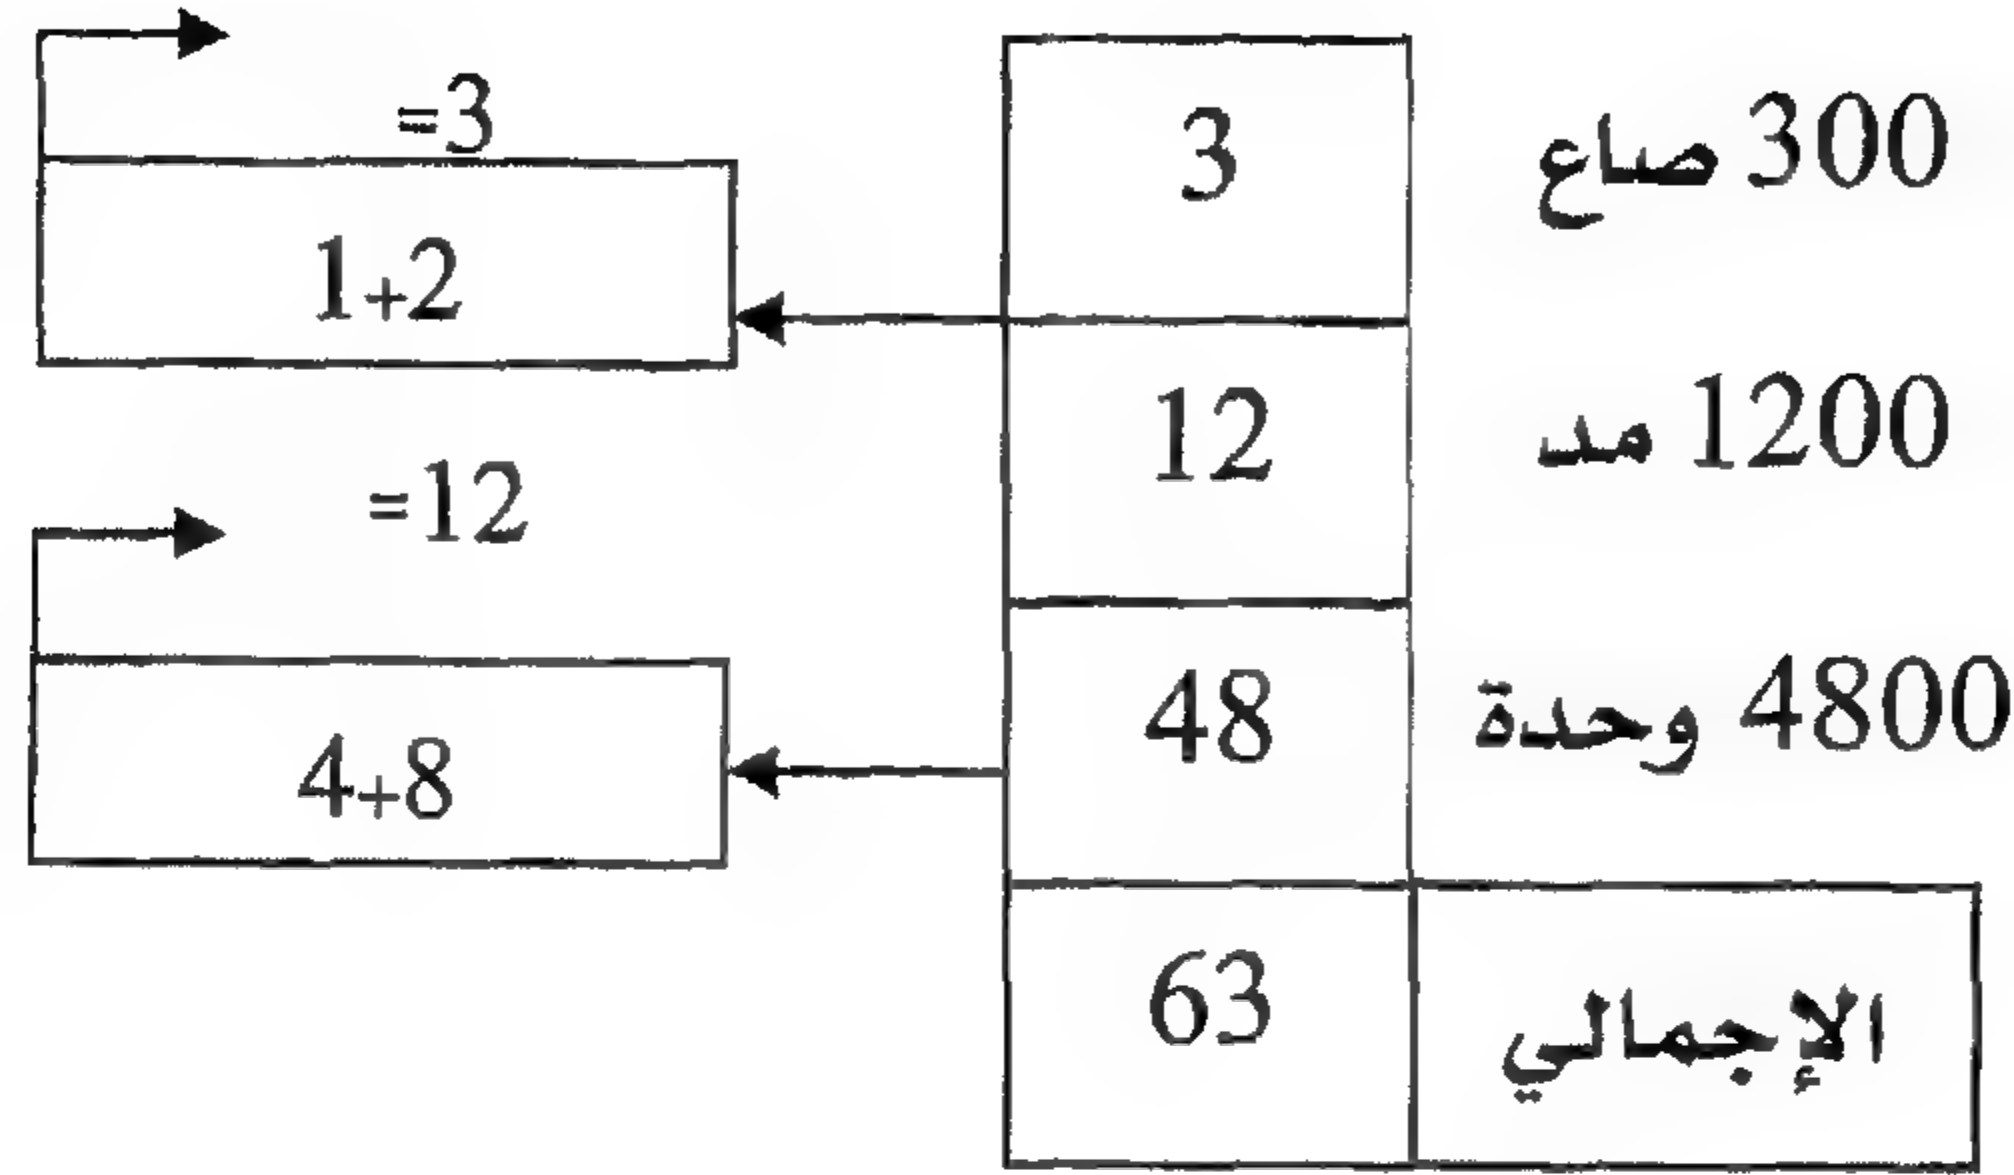 300 صاع 3 =3
1+2
1200 مد 12
=12
4800 وحدة 48
4+8
الإجمالي 63